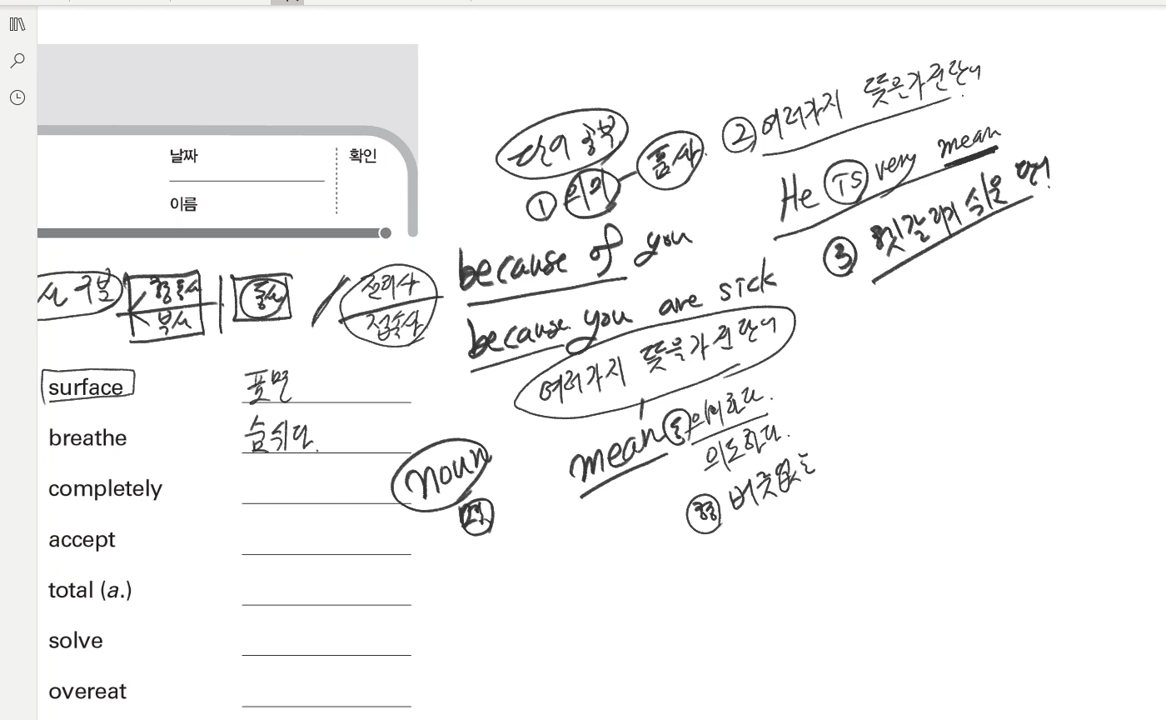 날짜
확인
이름
단어 공부
① 의미 - 품사
② 여러가지 뜻을 가진 단어
He is very mean
③ 헷갈리기 쉬운 단어
because of you
because you are sick
구분 형용사 부사 | 동사 / 전치사 접속사
여러가지 뜻을 가진 단어
mean 동 의미하다.
의도하다.
형 버릇없는
noun
명
surface 표면
breathe 숨쉬다.
completely
accept
total (a.)
solve
overeat